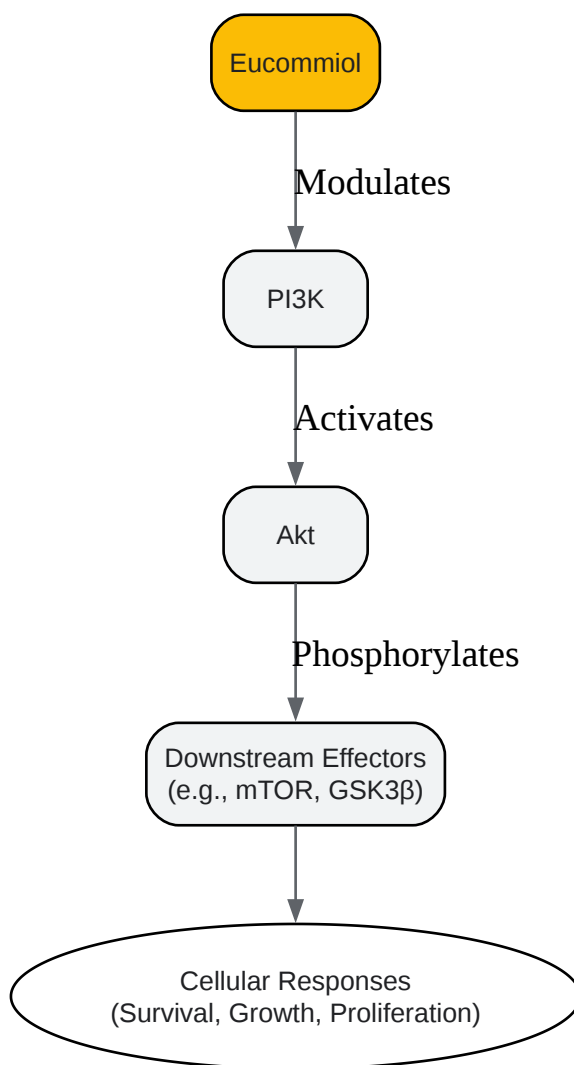 Eucommiol
Modulates
PI3K
Activates
Akt
Phosphorylates
Downstream Effectors
(e.g., mTOR, GSK3β)
Cellular Responses
(Survival, Growth, Proliferation)